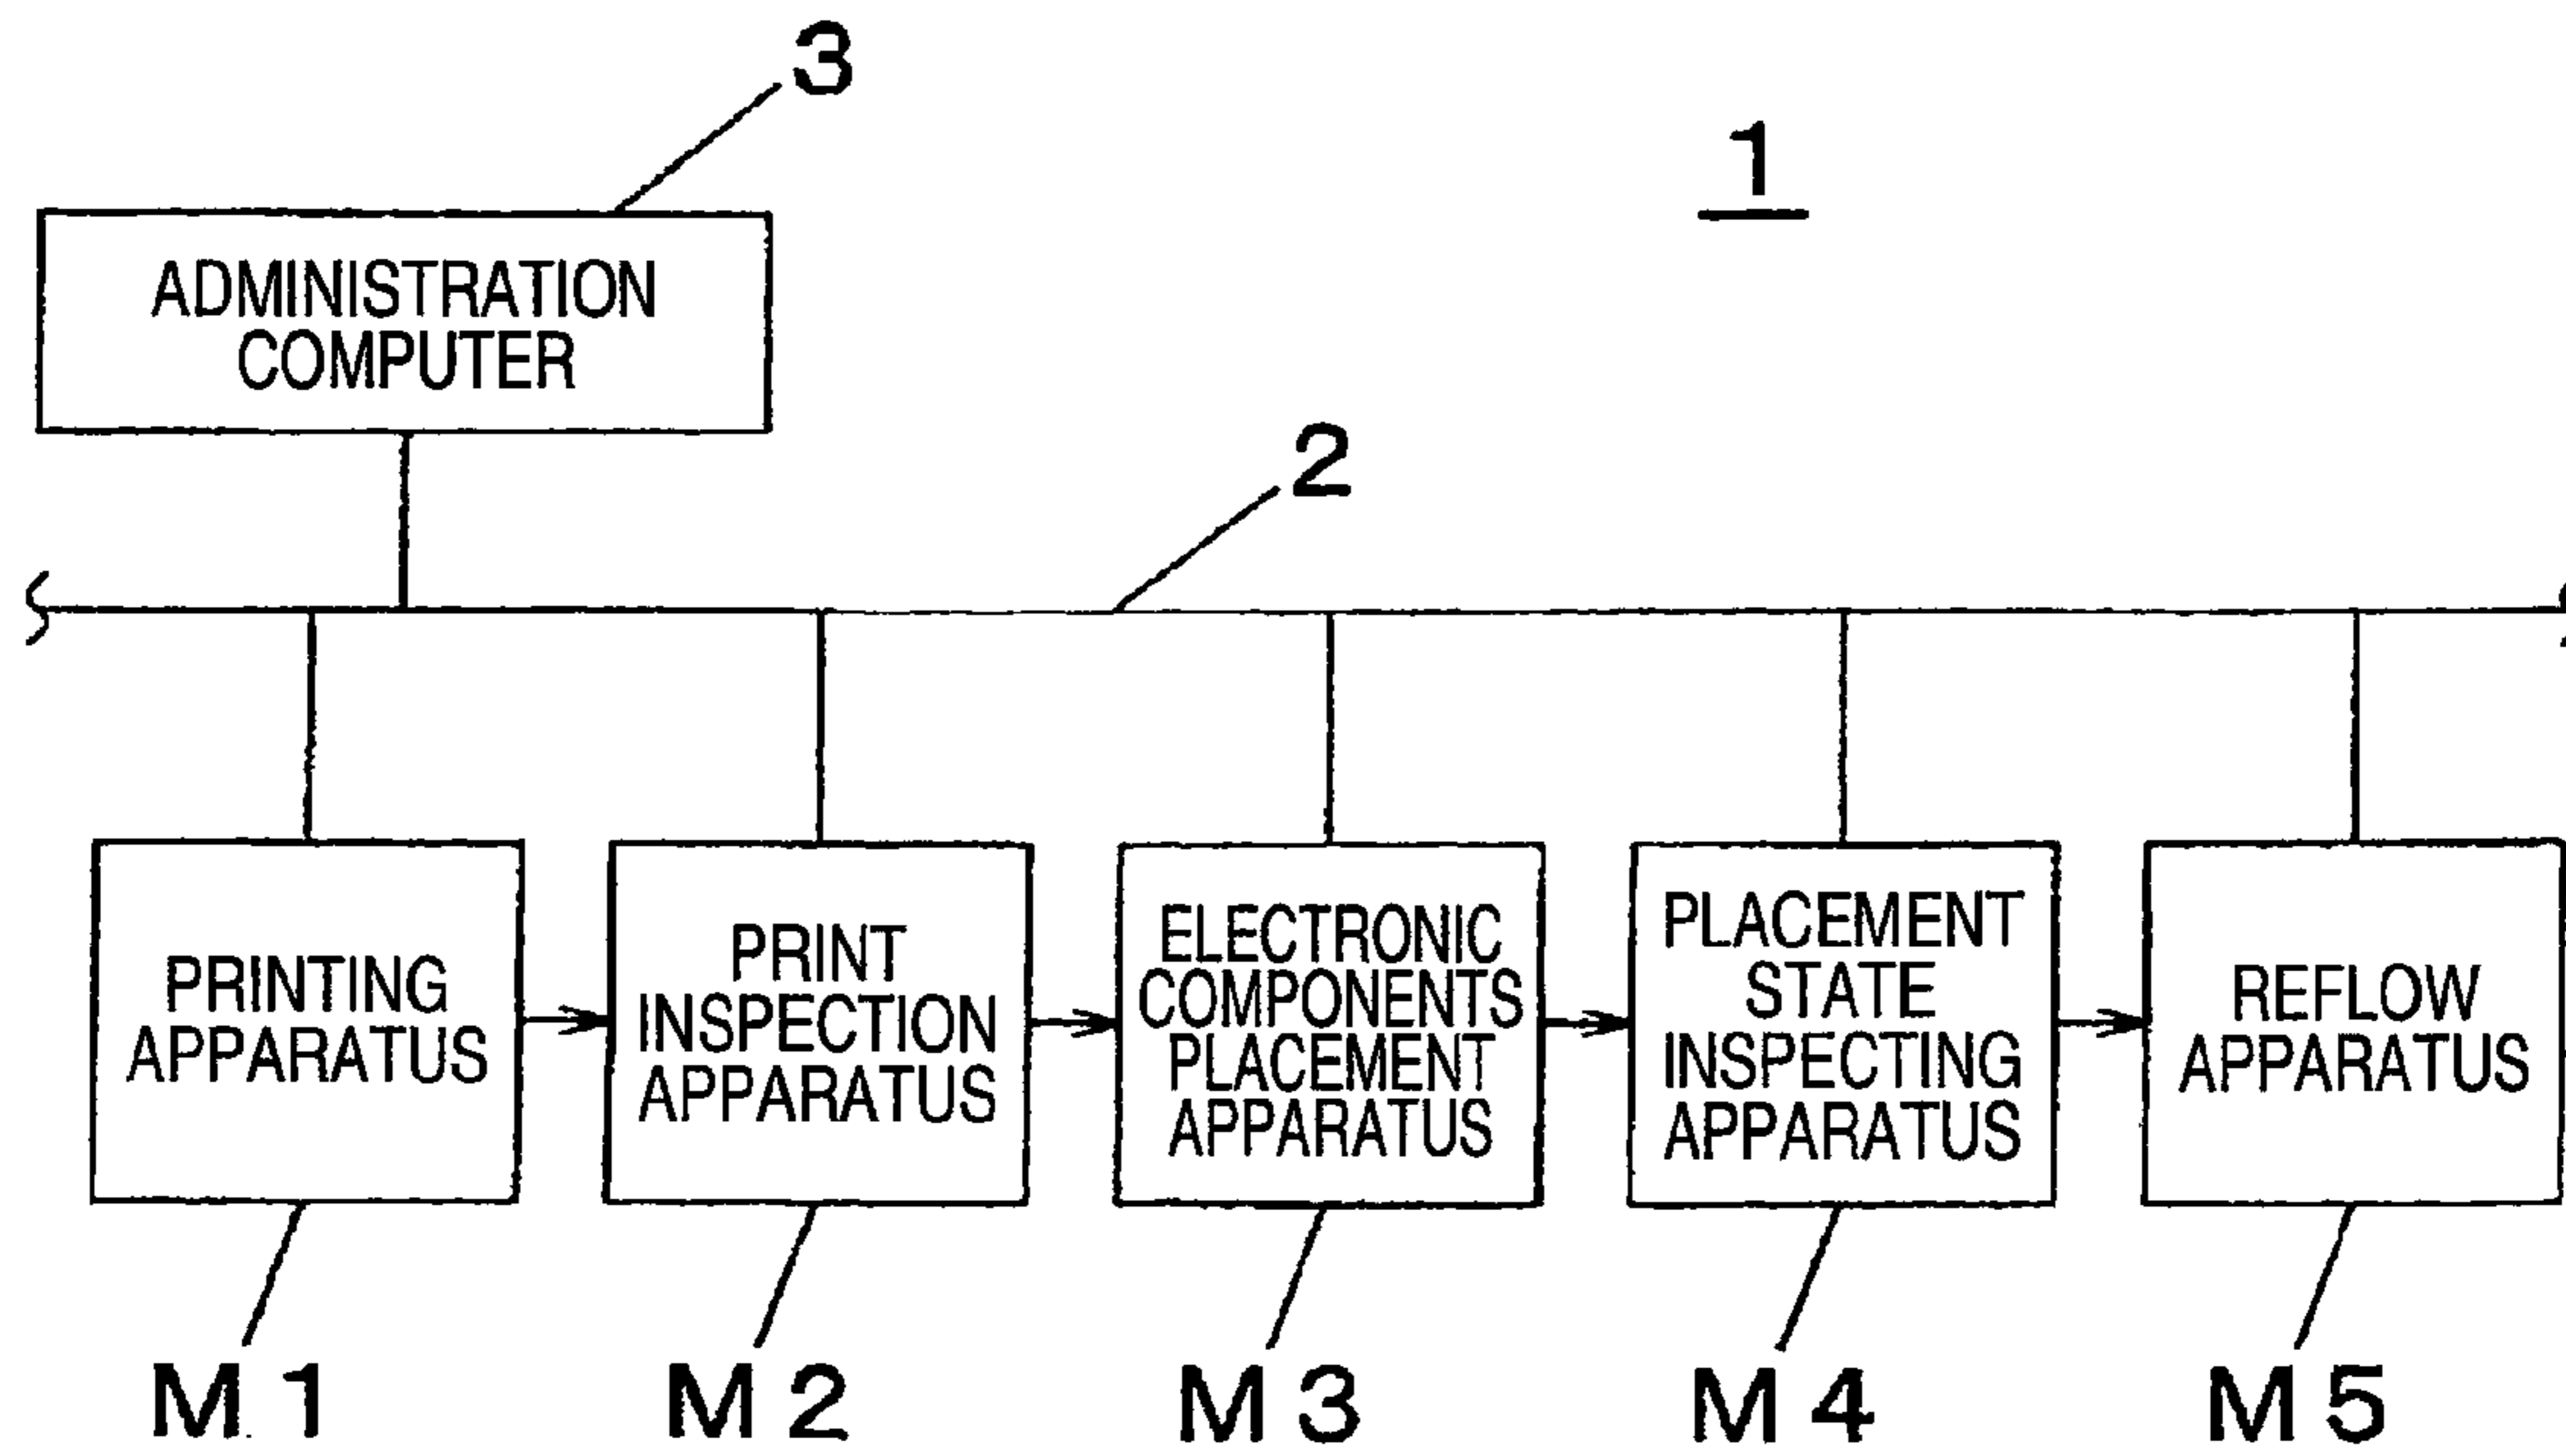 3
1
ADMINISTRATION
COMPUTER
2
PRINTING
APPARATUS
PRINT
INSPECTION
APPARATUS
ELECTRONIC
COMPONENTS
PLACEMENT
APPARATUS
PLACEMENT
STATE
INSPECTING
APPARATUS
REFLOW
APPARATUS
M1
M2
M3
M4
M5